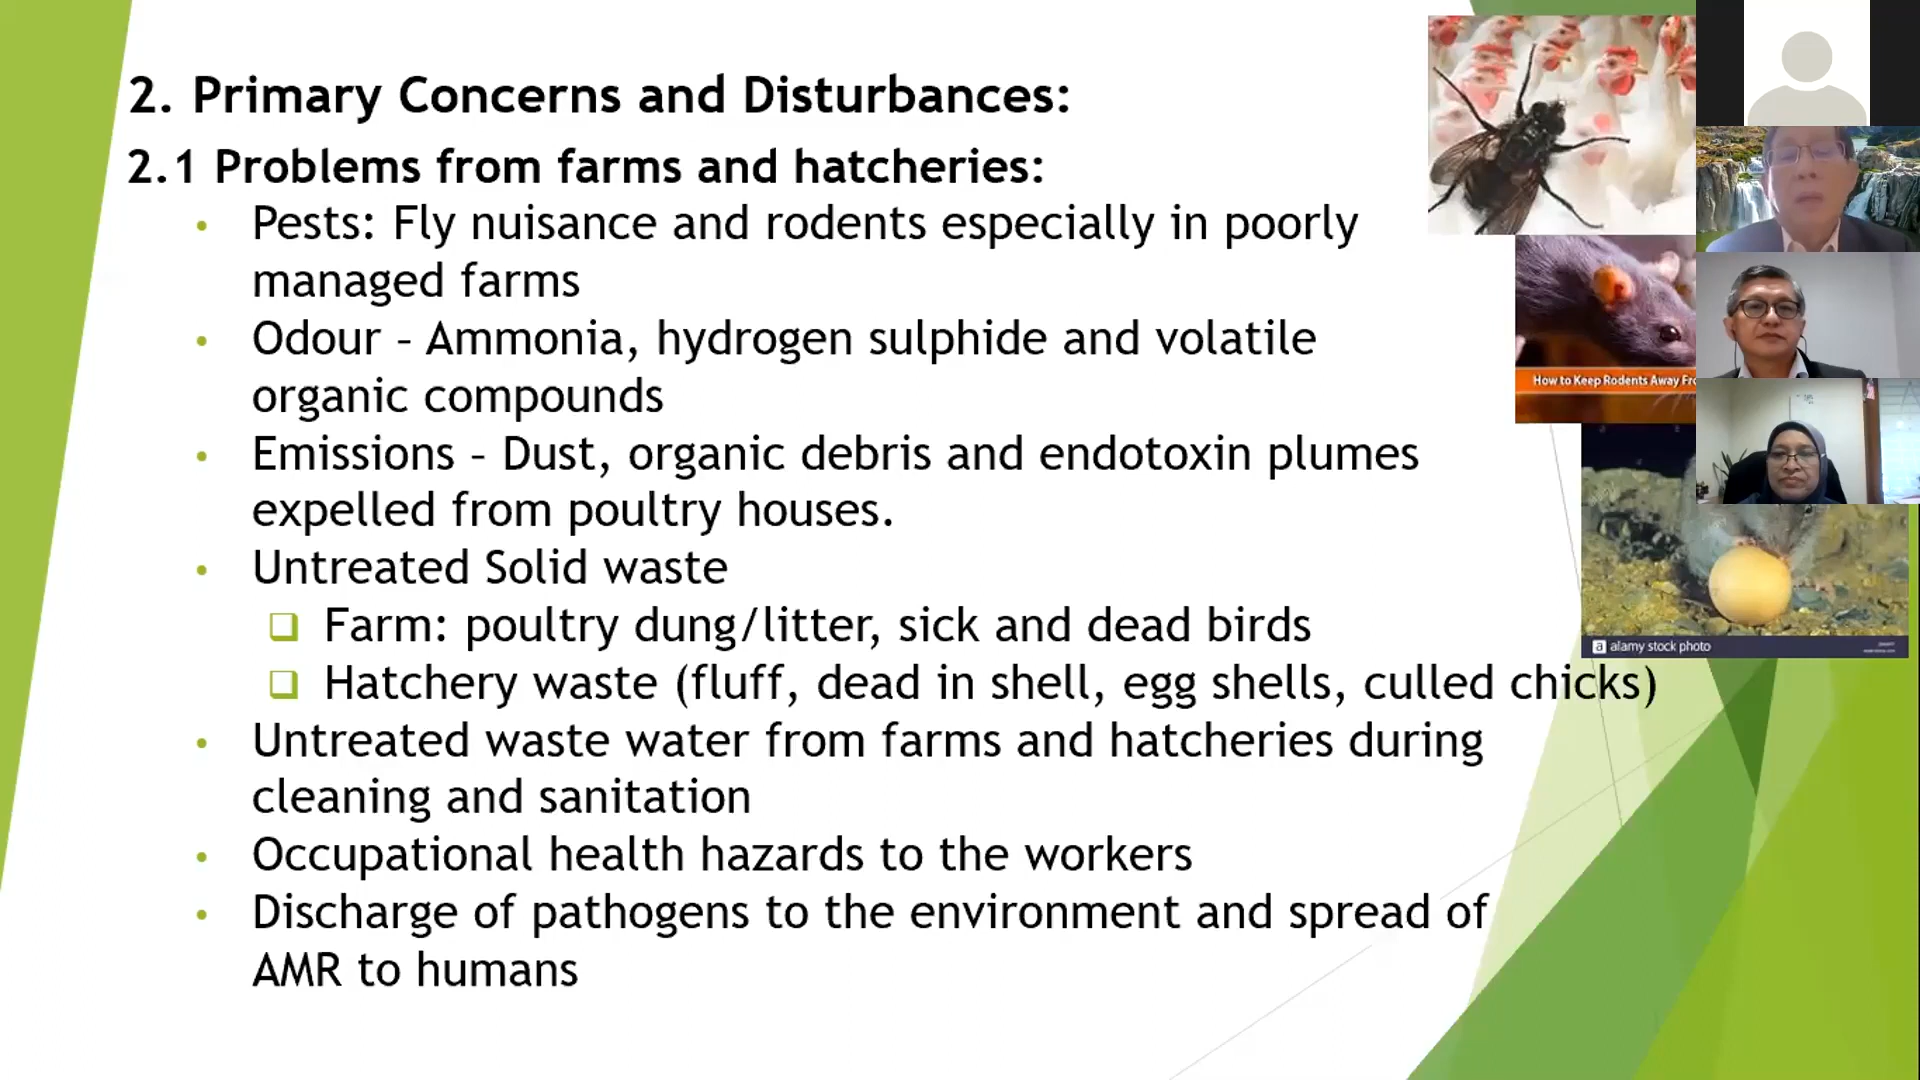 2. Primary Concerns and Disturbances:
2.1 Problems from farms and hatcheries:
• Pests: Fly nuisance and rodents especially in poorly
managed farms
• Odour – Ammonia, hydrogen sulphide and volatile
organic compounds
• Emissions – Dust, organic debris and endotoxin plumes
expelled from poultry houses.
• Untreated Solid waste
❑ Farm: poultry dung/litter, sick and dead birds
❑ Hatchery waste (fluff, dead in shell, egg shells, culled chicks)
• Untreated waste water from farms and hatcheries during
cleaning and sanitation
• Occupational health hazards to the workers
• Discharge of pathogens to the environment and spread of
AMR to humans
How to Keep Rodents Away
a alamy stock photo